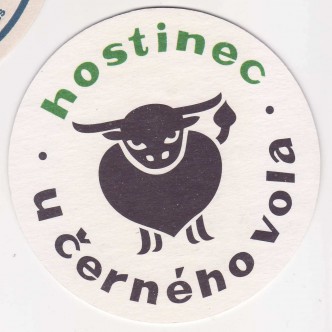 hostinec
u černého vola